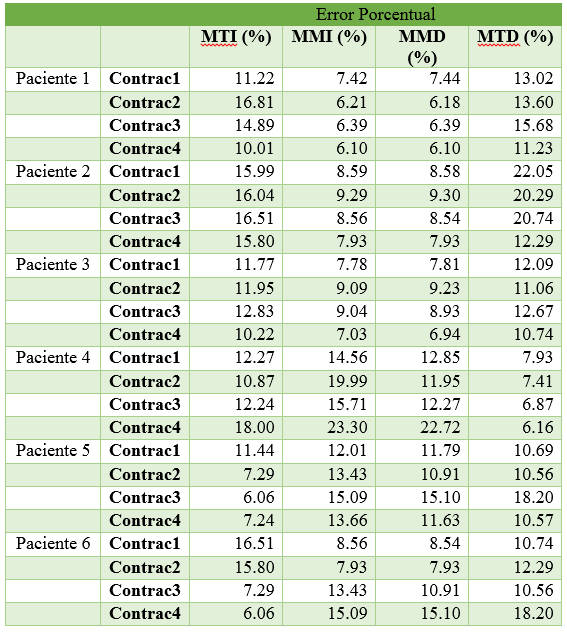 Error Porcentual
MTI (%) MMI (%) MMD (%) MTD (%)
Paciente 1 Contrac1 11.22 7.42 7.44 13.02
Contrac2 16.81 6.21 6.18 13.60
Contrac3 14.89 6.39 6.39 15.68
Contrac4 10.01 6.10 6.10 11.23
Paciente 2 Contrac1 15.99 8.59 8.58 22.05
Contrac2 16.04 9.29 9.30 20.29
Contrac3 16.51 8.56 8.54 20.74
Contrac4 15.80 7.93 7.93 12.29
Paciente 3 Contrac1 11.77 7.78 7.81 12.09
Contrac2 11.95 9.09 9.23 11.06
Contrac3 12.83 9.04 8.93 12.67
Contrac4 10.22 7.03 6.94 10.74
Paciente 4 Contrac1 12.27 14.56 12.85 7.93
Contrac2 10.87 19.99 11.95 7.41
Contrac3 12.24 15.71 12.27 6.87
Contrac4 18.00 23.30 22.72 6.16
Paciente 5 Contrac1 11.44 12.01 11.79 10.69
Contrac2 7.29 13.43 10.91 10.56
Contrac3 6.06 15.09 15.10 18.20
Contrac4 7.24 13.66 11.63 10.57
Paciente 6 Contrac1 16.51 8.56 8.54 10.74
Contrac2 15.80 7.93 7.93 12.29
Contrac3 7.29 13.43 10.91 10.56
Contrac4 6.06 15.09 15.10 18.20